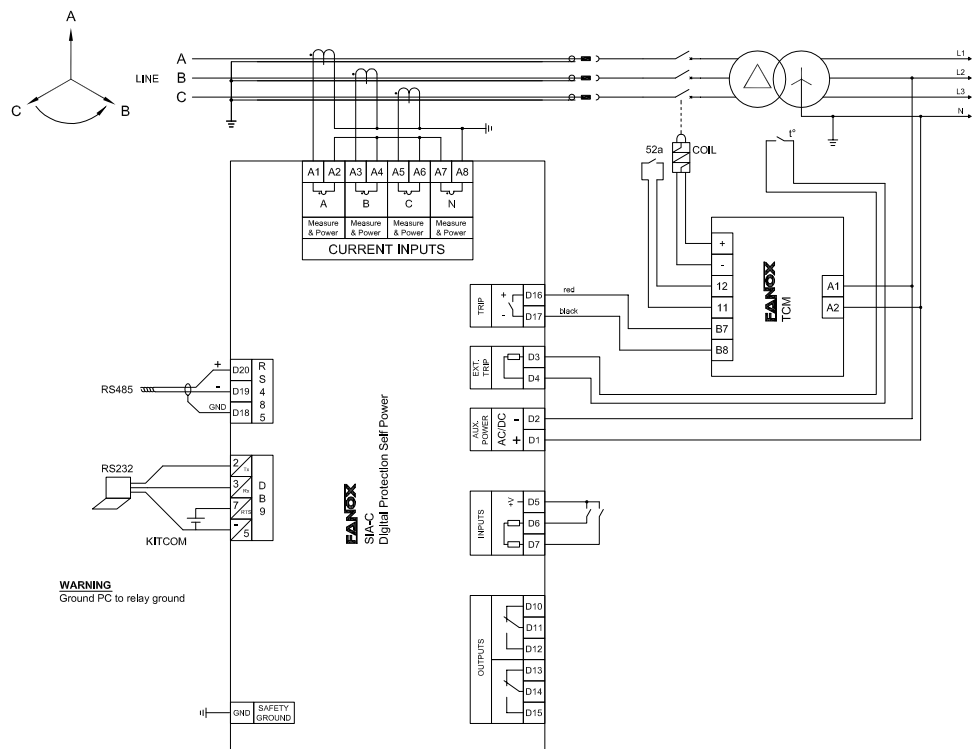 A
C
B
LINE
A
B
C
L1
L2
L3
N
52a
COIL
t°
A1 A2 A3 A4 A5 A6 A7 A8
A B C N
Measure & Power
Measure & Power
Measure & Power
Measure & Power
CURRENT INPUTS
+
-
12
11
B7
B8
FANOX
TCM
A1
A2
TRIP
+
-
D16
D17
red
black
EXT. TRIP
D3
D4
AUX. POWER
AC/DC
-
+
D2
D1
RS485
+
-
GND
D20
D19
D18
RS485
RS232
KITCOM
2 Tx
3 Rx
7 RTS
- 5
DB9
FANOX
SIA-C
Digital Protection Self Power
INPUTS
+V
D5
D6
D7
WARNING
Ground PC to relay ground
OUTPUTS
D10
D11
D12
D13
D14
D15
GND
SAFETY GROUND